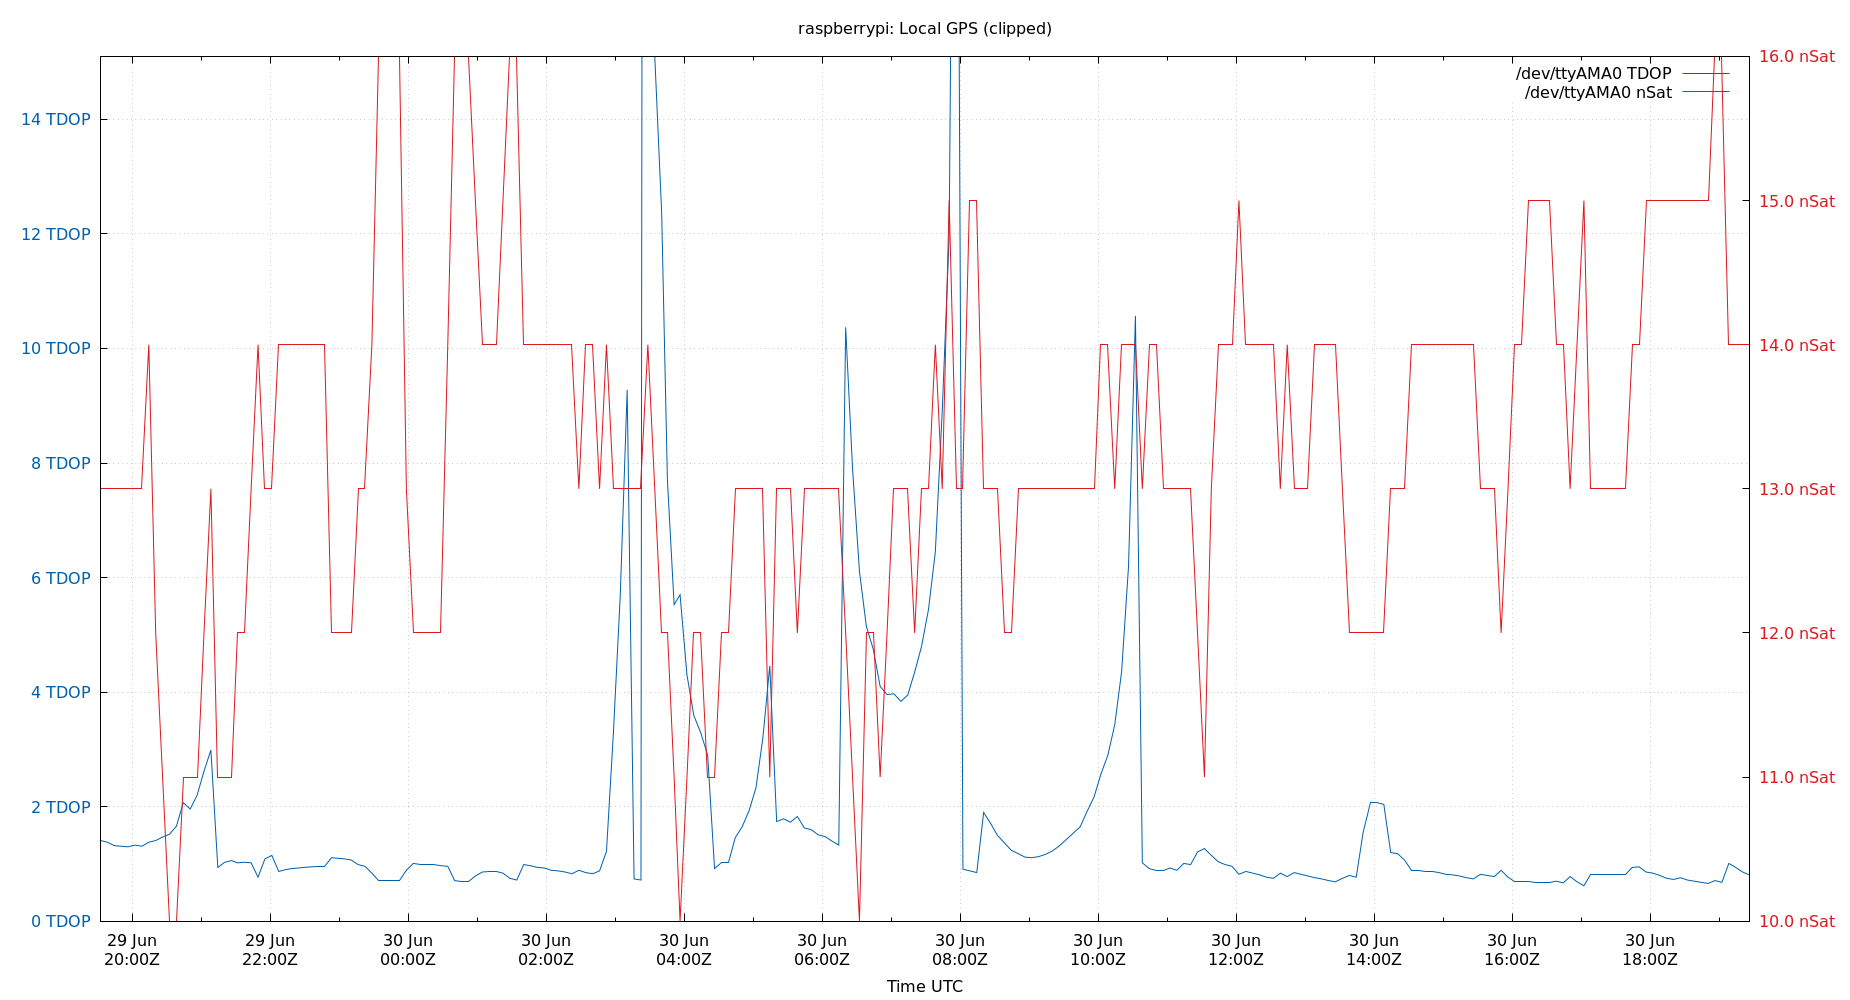 raspberrypi: Local GPS (clipped)
/dev/ttyAMA0 TDOP
/dev/ttyAMA0 nSat
14 TDOP
12 TDOP
10 TDOP
8 TDOP
6 TDOP
4 TDOP
2 TDOP
0 TDOP
16.0 nSat
15.0 nSat
14.0 nSat
13.0 nSat
12.0 nSat
11.0 nSat
10.0 nSat
29 Jun 29 Jun 30 Jun 30 Jun 30 Jun 30 Jun 30 Jun 30 Jun 30 Jun 30 Jun 30 Jun 30 Jun
20:00Z 22:00Z 00:00Z 02:00Z 04:00Z 06:00Z 08:00Z 10:00Z 12:00Z 14:00Z 16:00Z 18:00Z
Time UTC